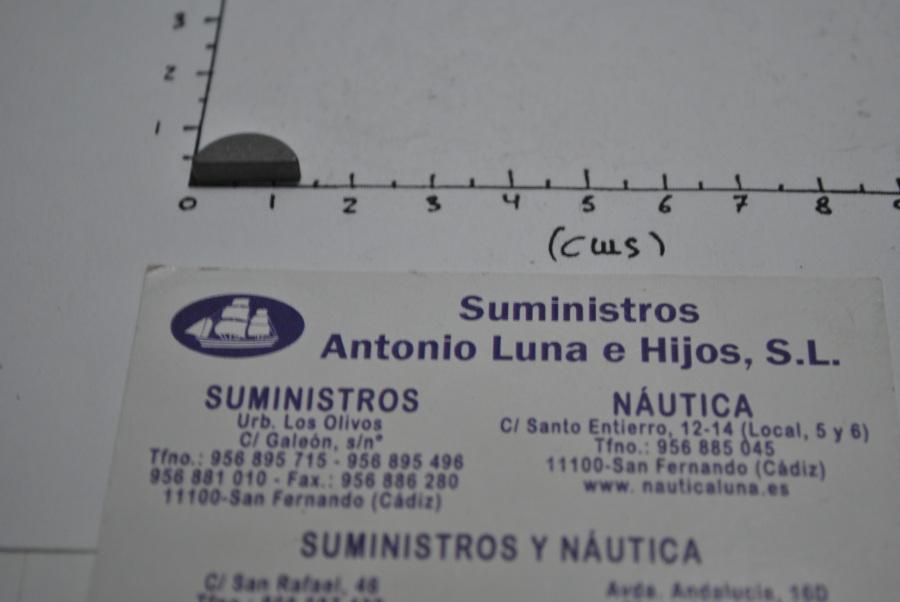 3
2
1
0 1 2 3 4 5 6 7 8
(cms)
Suministros
Antonio Luna e Hijos, S.L.
SUMINISTROS
Urb. Los Olivos
C/ Galeón, s/nº
Tfno.: 956 895 715 - 956 895 496
956 881 010 - Fax.: 956 886 280
11100-San Fernando (Cádiz)
NÁUTICA
C/ Santo Entierro, 12-14 (Local, 5 y 6)
Tfno.: 956 885 045
11100-San Fernando (Cádiz)
www. nauticaluna.es
SUMINISTROS Y NÁUTICA
C/ San Rafael, 46
Avda. Andalucía, 16D